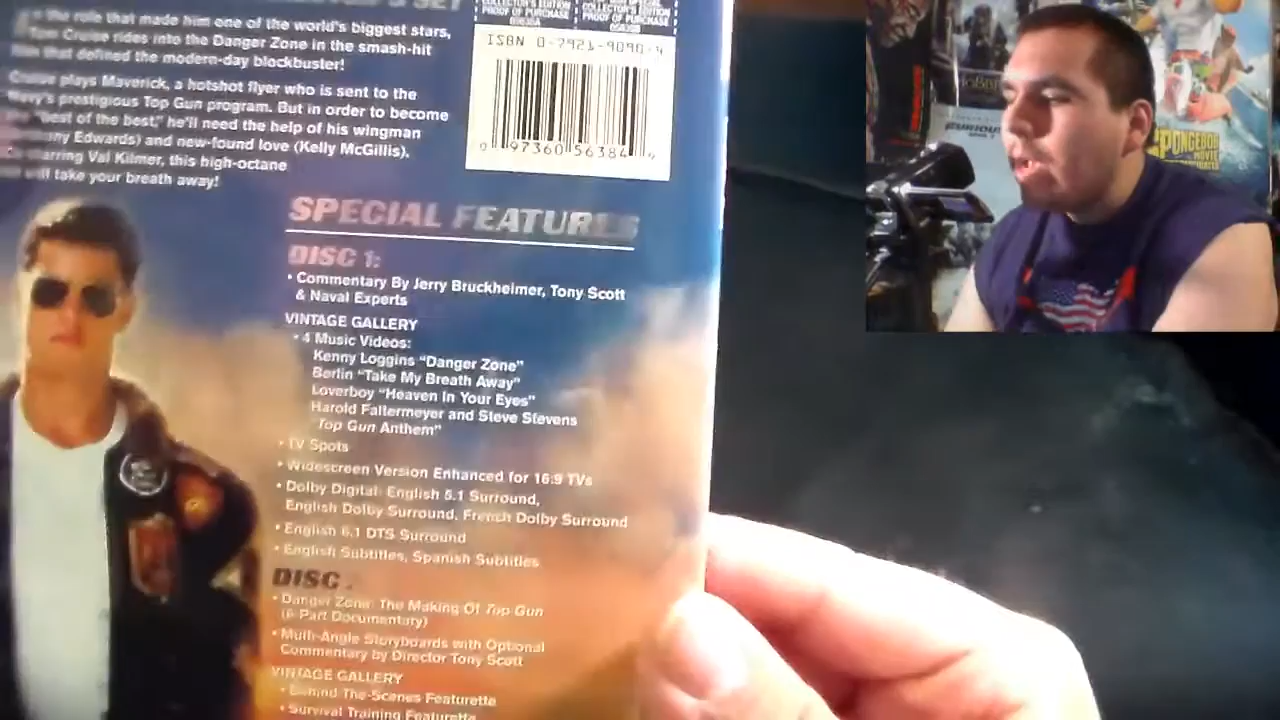 the role that made him one of the world's biggest stars,
Tom Cruise rides into the Danger Zone in the smash-hit
film that defined the modern-day blockbuster!
Cruise plays Maverick, a hotshot flyer who is sent to the
Navy's prestigious Top Gun program. But in order to become
the "best of the best," he'll need the help of his wingman
Edwards) and new-found love (Kelly McGillis).
starring Val Kilmer, this high-octane
will take your breath away!
COLLECTOR'S EDITION
PROOF OF PURCHASE
COLLECTOR'S EDITION
PROOF OF PURCHASE
ISBN 0-7921-9090-4
0 97360 56384
SPECIAL FEATURES
DISC 1:
• Commentary By Jerry Bruckheimer, Tony Scott
& Naval Experts
VINTAGE GALLERY
• 4 Music Videos:
Kenny Loggins "Danger Zone"
Berlin "Take My Breath Away"
Loverboy "Heaven In Your Eyes"
Harold Faltermeyer and Steve Stevens
"Top Gun Anthem"
• TV Spots
• Widescreen Version Enhanced for 16:9 TVs
• Dolby Digital: English 5.1 Surround,
English Dolby Surround, French Dolby Surround
• English 6.1 DTS Surround
• English Subtitles, Spanish Subtitles
DISC
• Danger Zone: The Making Of Top Gun
(6-Part Documentary)
• Multi-Angle Storyboards with Optional
Commentary by Director Tony Scott
VINTAGE GALLERY
• Behind-The-Scenes Featurette
• Survival Training Featurette
FURIOUS
SPONGEBOB
MOVIE